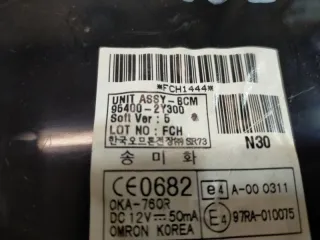 *FCH1444*
UNIT ASSY-BCM
95400-2Y300
Soft Ver : 5
LOT NO : FCH
한국오므론전장㈜ SR73
송 미 화
N30
CE0682
e4 A-00 0311
OKA-760R
DC 12V⎓50mA
E4 97RA-010075
OMRON KOREA